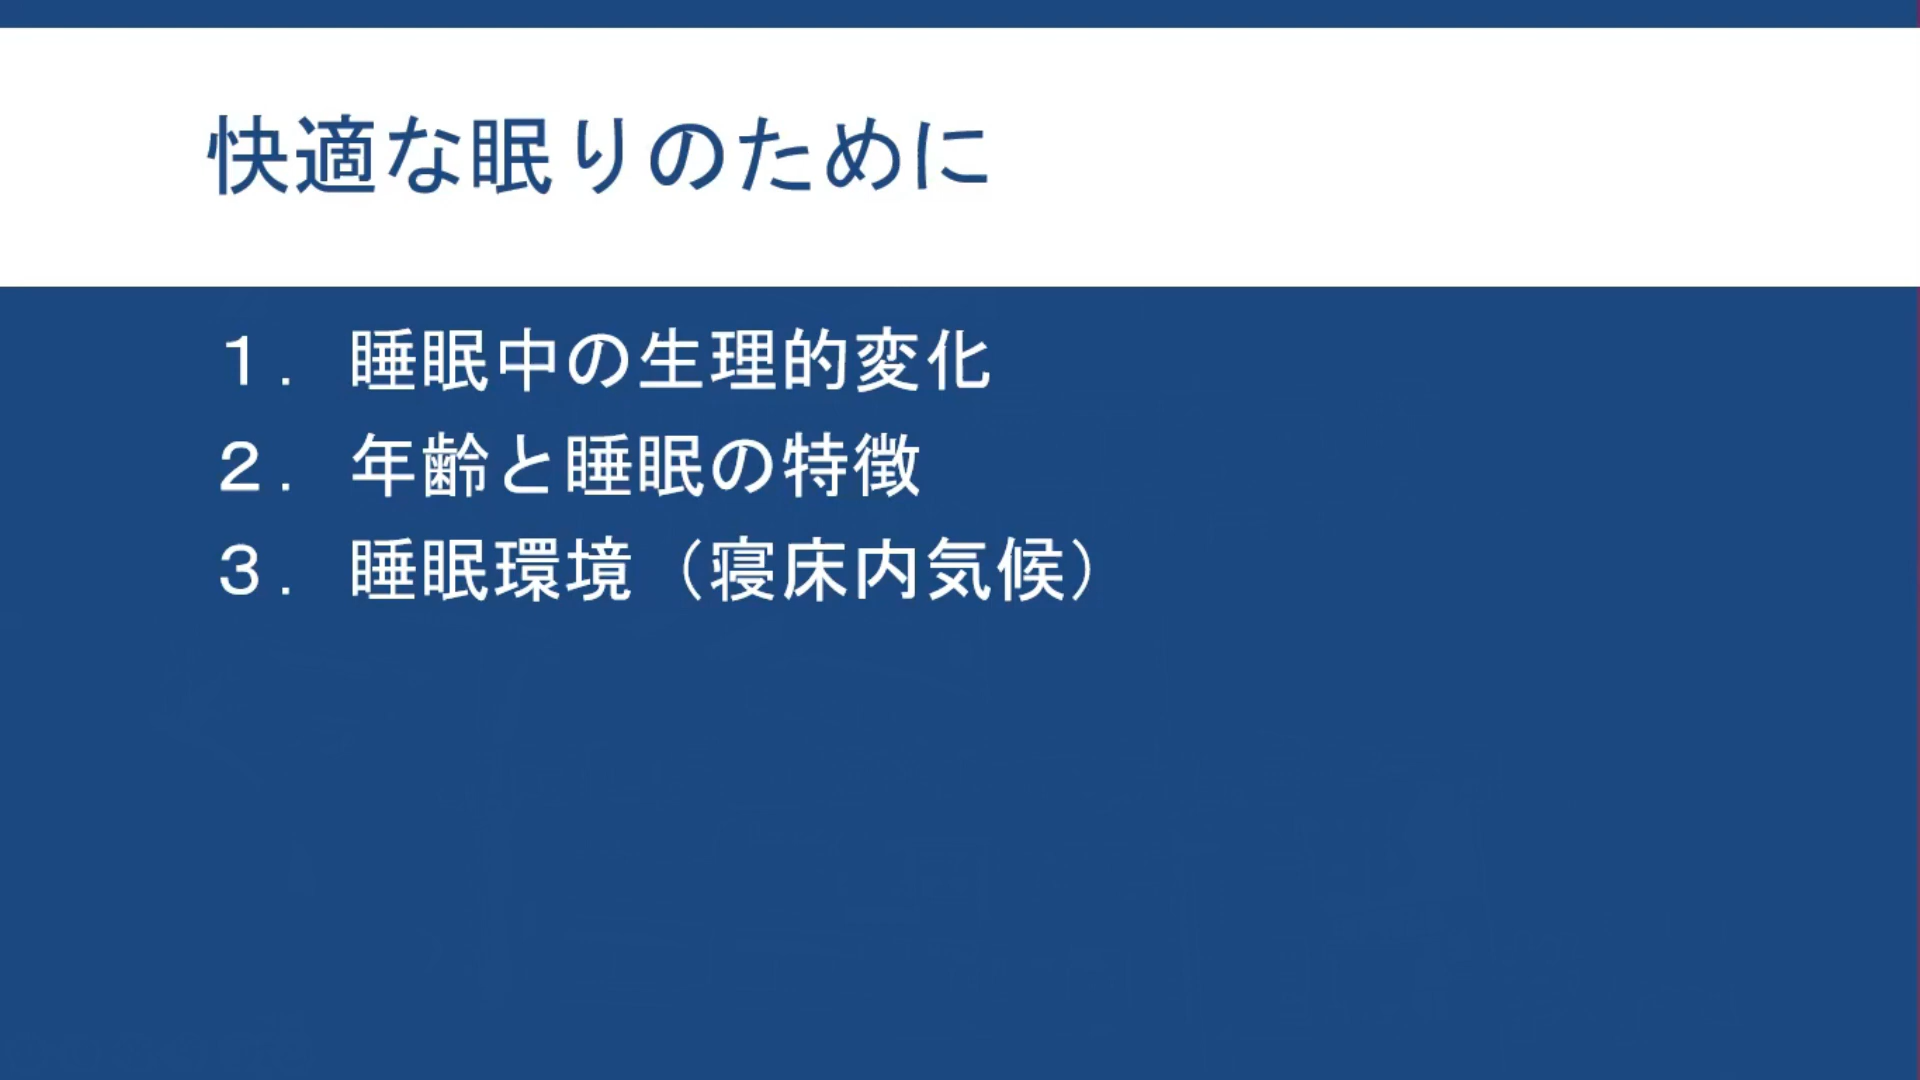 快適な眠りのために
１． 睡眠中の生理的変化
２． 年齢と睡眠の特徴
３． 睡眠環境（寝床内気候）